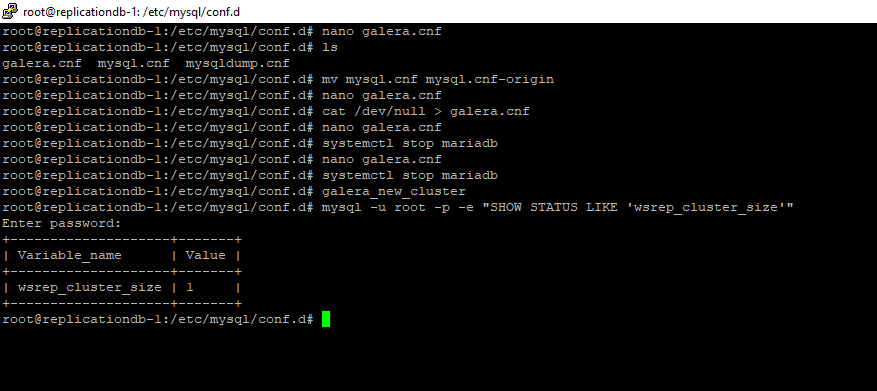 root@replicationdb-1: /etc/mysql/conf.d
root@replicationdb-1:/etc/mysql/conf.d# nano galera.cnf
root@replicationdb-1:/etc/mysql/conf.d# ls
galera.cnf  mysql.cnf  mysqldump.cnf
root@replicationdb-1:/etc/mysql/conf.d# mv mysql.cnf mysql.cnf-origin
root@replicationdb-1:/etc/mysql/conf.d# nano galera.cnf
root@replicationdb-1:/etc/mysql/conf.d# cat /dev/null > galera.cnf
root@replicationdb-1:/etc/mysql/conf.d# nano galera.cnf
root@replicationdb-1:/etc/mysql/conf.d# systemctl stop mariadb
root@replicationdb-1:/etc/mysql/conf.d# nano galera.cnf
root@replicationdb-1:/etc/mysql/conf.d# systemctl stop mariadb
root@replicationdb-1:/etc/mysql/conf.d# galera_new_cluster
root@replicationdb-1:/etc/mysql/conf.d# mysql -u root -p -e "SHOW STATUS LIKE 'wsrep_cluster_size'"
Enter password:
+--------------------+-------+
| Variable_name      | Value |
+--------------------+-------+
| wsrep_cluster_size | 1     |
+--------------------+-------+
root@replicationdb-1:/etc/mysql/conf.d#